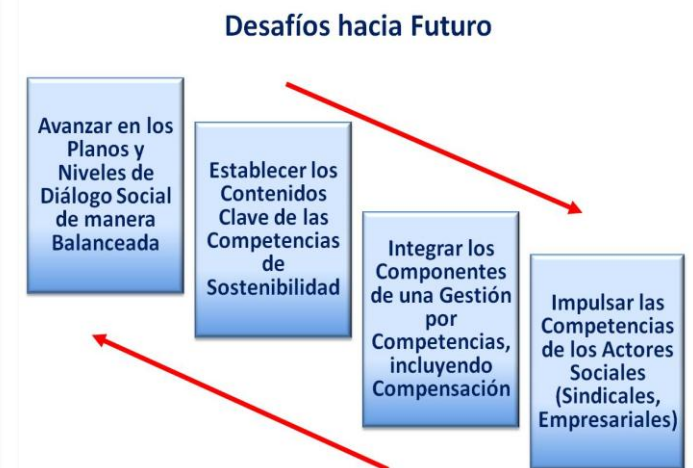 Desafíos hacia Futuro
Avanzar en los
Planos y
Niveles de
Diálogo Social
de manera
Balanceada
Establecer los
Contenidos
Clave de las
Competencias
de
Sostenibilidad
Integrar los
Componentes
de una Gestión
por
Competencias,
incluyendo
Compensación
Impulsar las
Competencias
de los Actores
Sociales
(Sindicales,
Empresariales)